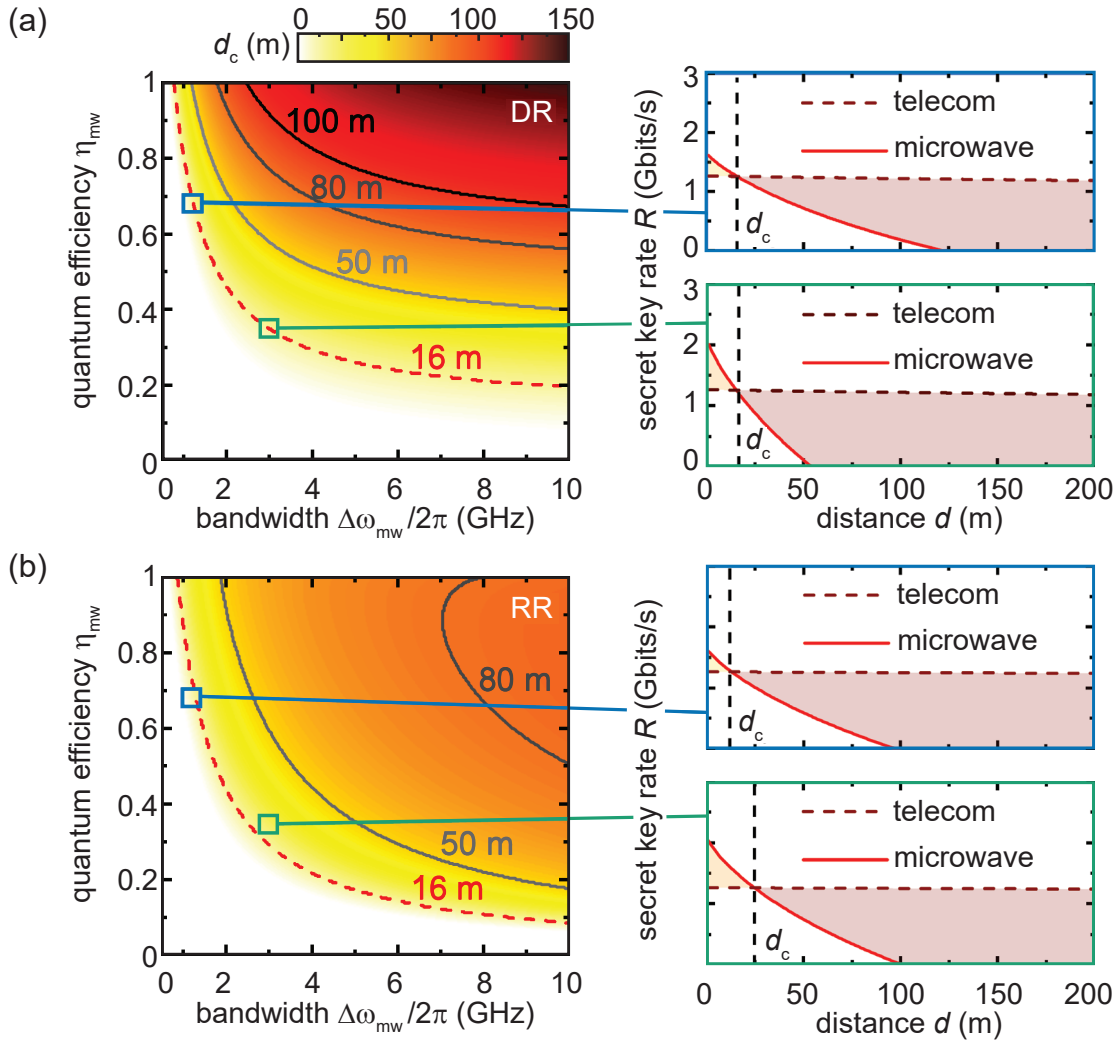 (a)
d_c (m)
0 50 100 150
1
0.8
0.6
0.4
0.2
0
quantum efficiency η_mw
DR
100 m
80 m
50 m
16 m
0 2 4 6 8 10
bandwidth Δω_mw/2π (GHz)
secret key rate R (Gbits/s)
3
2
1
0
telecom
microwave
d_c
3
2
1
0
telecom
microwave
d_c
0 50 100 150 200
distance d (m)
(b)
1
0.8
0.6
0.4
0.2
0
quantum efficiency η_mw
RR
80 m
50 m
16 m
0 2 4 6 8 10
bandwidth Δω_mw/2π (GHz)
secret key rate R (Gbits/s)
telecom
microwave
d_c
telecom
microwave
d_c
0 50 100 150 200
distance d (m)